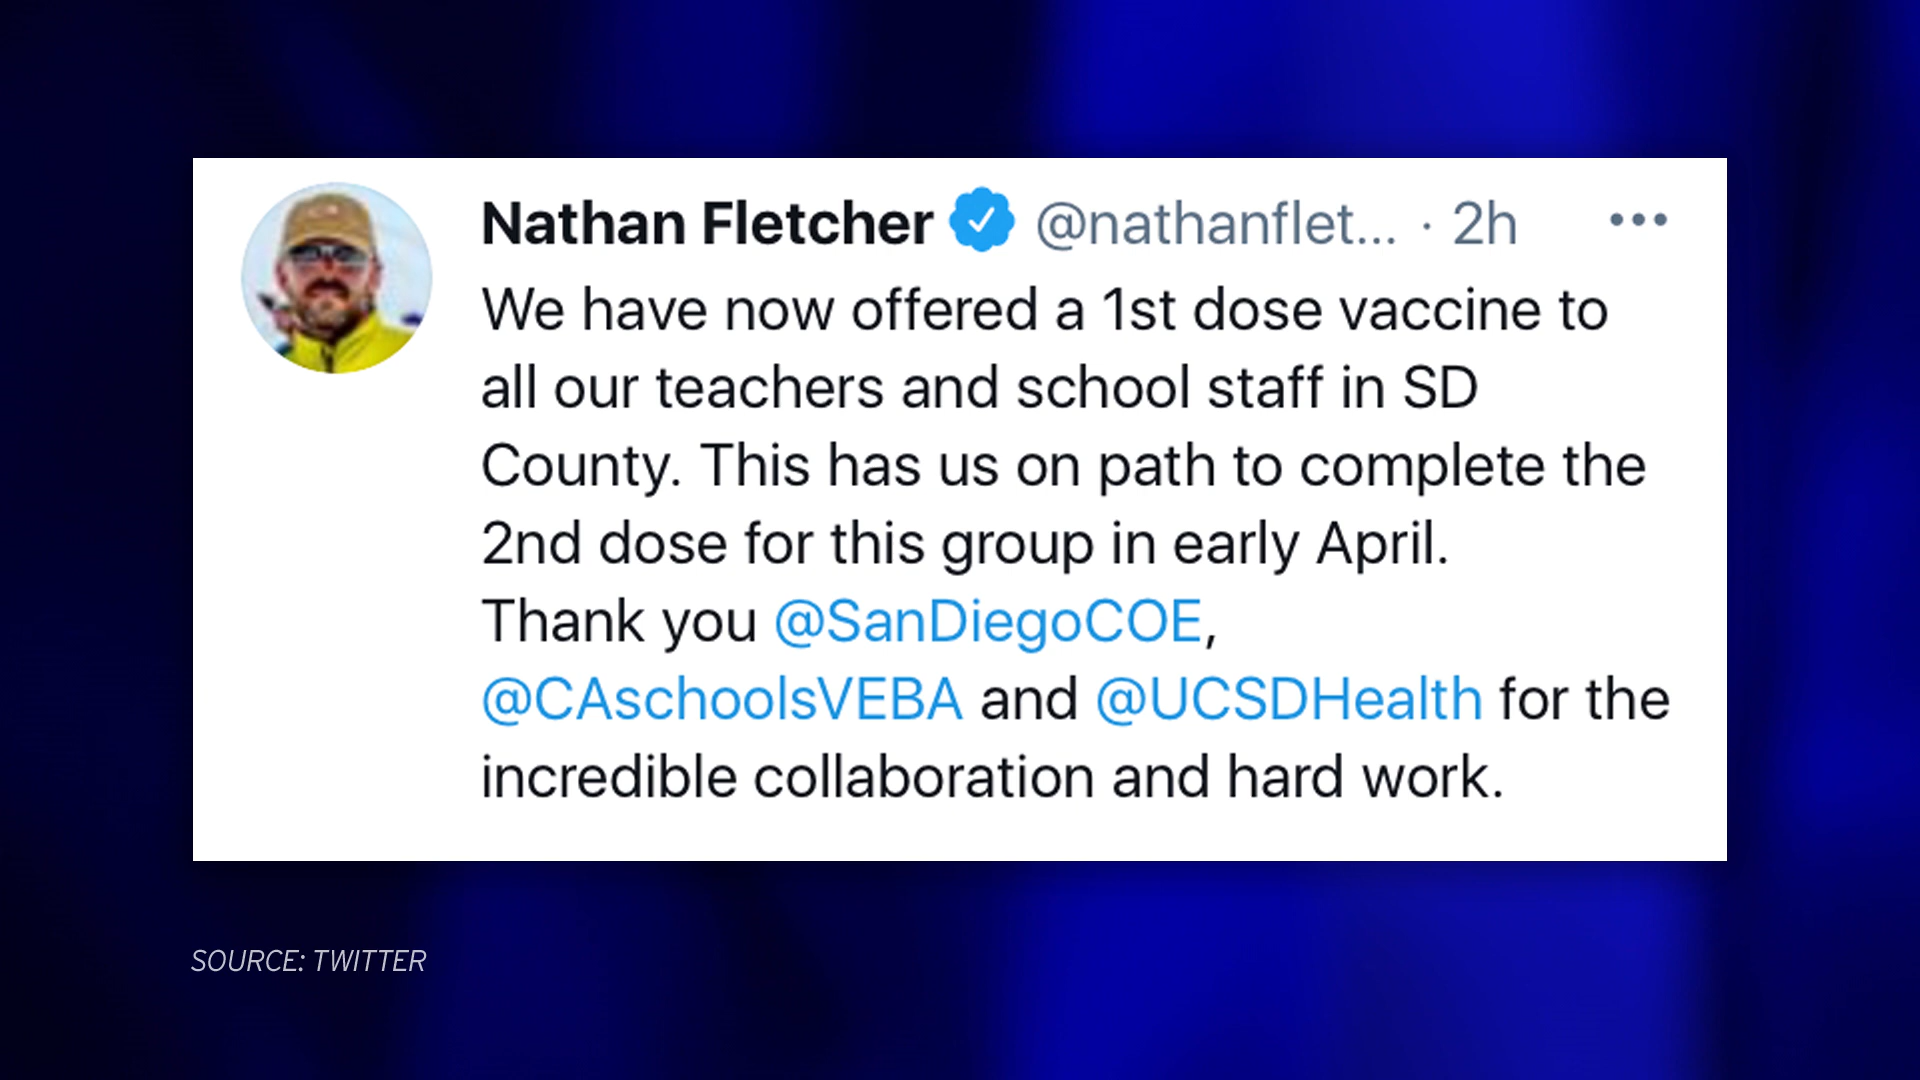 Nathan Fletcher @nathanflet... · 2h
We have now offered a 1st dose vaccine to
all our teachers and school staff in SD
County. This has us on path to complete the
2nd dose for this group in early April.
Thank you @SanDiegoCOE,
@CAschoolsVEBA and @UCSDHealth for the
incredible collaboration and hard work.
SOURCE: TWITTER